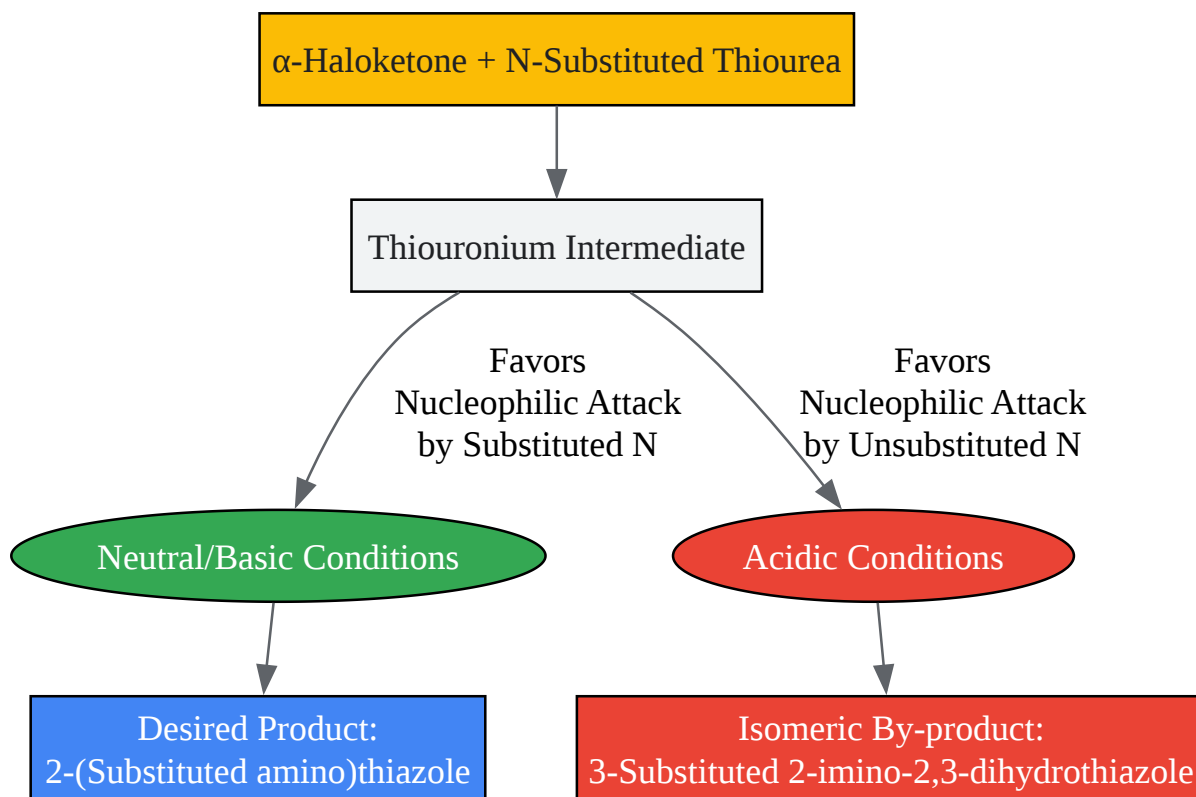 α-Haloketone + N-Substituted Thiourea
Thiouronium Intermediate
Favors
Nucleophilic Attack
by Substituted N
Favors
Nucleophilic Attack
by Unsubstituted N
Neutral/Basic Conditions
Acidic Conditions
Desired Product:
2-(Substituted amino)thiazole
Isomeric By-product:
3-Substituted 2-imino-2,3-dihydrothiazole